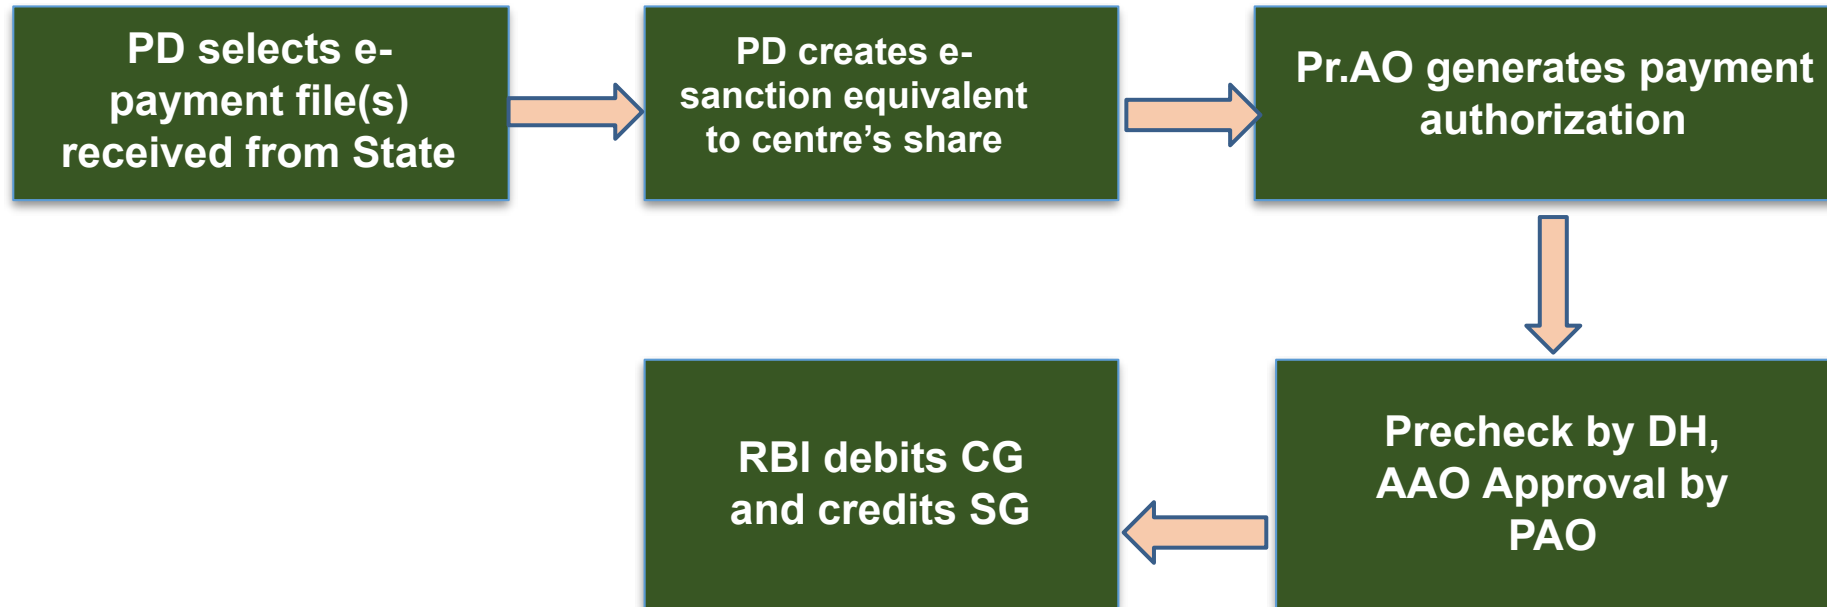 PD selects e-
payment file(s)
received from State
PD creates e-
sanction equivalent
to centre’s share
Pr.AO generates payment
authorization
Precheck by DH,
AAO Approval by
PAO
RBI debits CG
and credits SG